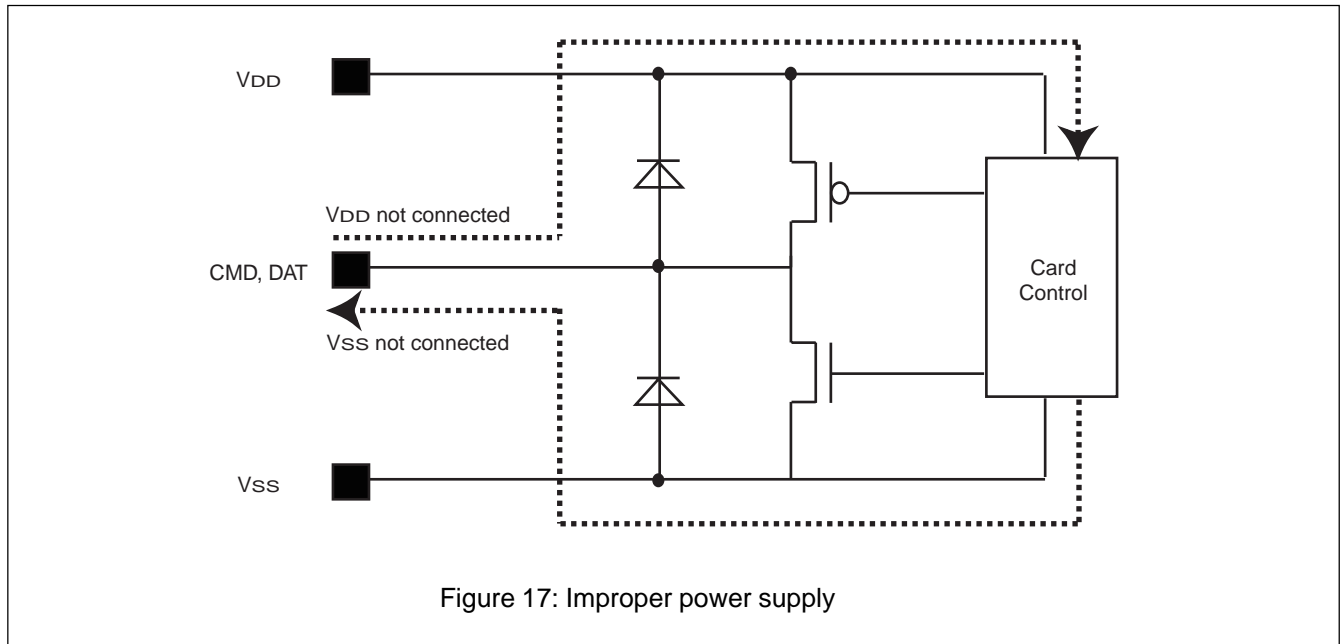 VDD
VDD not connected
CMD, DAT
Card
Control
VSS not connected
VSS
Figure 17: Improper power supply